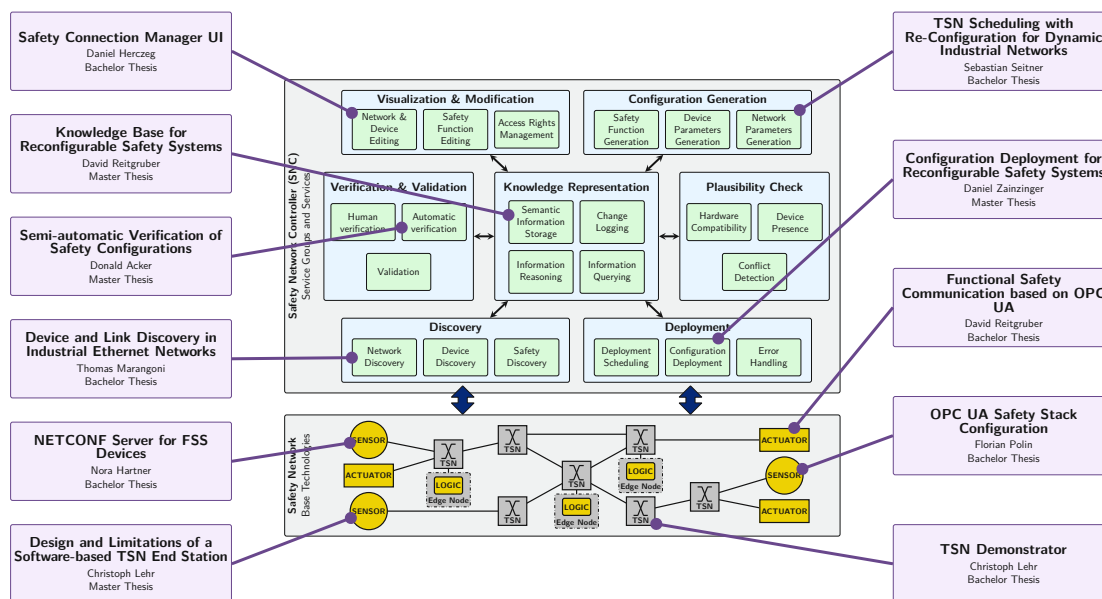 Safety Connection Manager UI
Daniel Herczeg
Bachelor Thesis
Knowledge Base for
Reconfigurable Safety Systems
David Reitgruber
Master Thesis
Semi-automatic Verification of
Safety Configurations
Donald Acker
Master Thesis
Device and Link Discovery in
Industrial Ethernet Networks
Thomas Marangoni
Bachelor Thesis
NETCONF Server for FSS
Devices
Nora Hartner
Bachelor Thesis
Design and Limitations of a
Software-based TSN End Station
Christoph Lehr
Master Thesis
Safety Network Controller (SNC)
Service Groups and Services
Visualization & Modification
Network &
Device
Editing
Safety
Function
Editing
Access Rights
Management
Configuration Generation
Safety
Function
Generation
Device
Parameters
Generation
Network
Parameters
Generation
Verification & Validation
Human
verification
Automatic
verification
Validation
Knowledge Representation
Semantic
Information
Storage
Change
Logging
Information
Reasoning
Information
Querying
Plausibility Check
Hardware
Compatibility
Device
Presence
Conflict
Detection
Discovery
Network
Discovery
Device
Discovery
Safety
Discovery
Deployment
Deployment
Scheduling
Configuration
Deployment
Error
Handling
Safety Network
Base Technologies
SENSOR
ACTUATOR
SENSOR
TSN
LOGIC
Edge Node
TSN
TSN
TSN
LOGIC
Edge Node
TSN
LOGIC
Edge Node
TSN
TSN
ACTUATOR
SENSOR
ACTUATOR
TSN Scheduling with
Re-Configuration for Dynamic
Industrial Networks
Sebastian Seitner
Bachelor Thesis
Configuration Deployment for
Reconfigurable Safety Systems
Daniel Zainzinger
Master Thesis
Functional Safety
Communication based on OPC
UA
David Reitgruber
Bachelor Thesis
OPC UA Safety Stack
Configuration
Florian Polin
Bachelor Thesis
TSN Demonstrator
Christoph Lehr
Bachelor Thesis